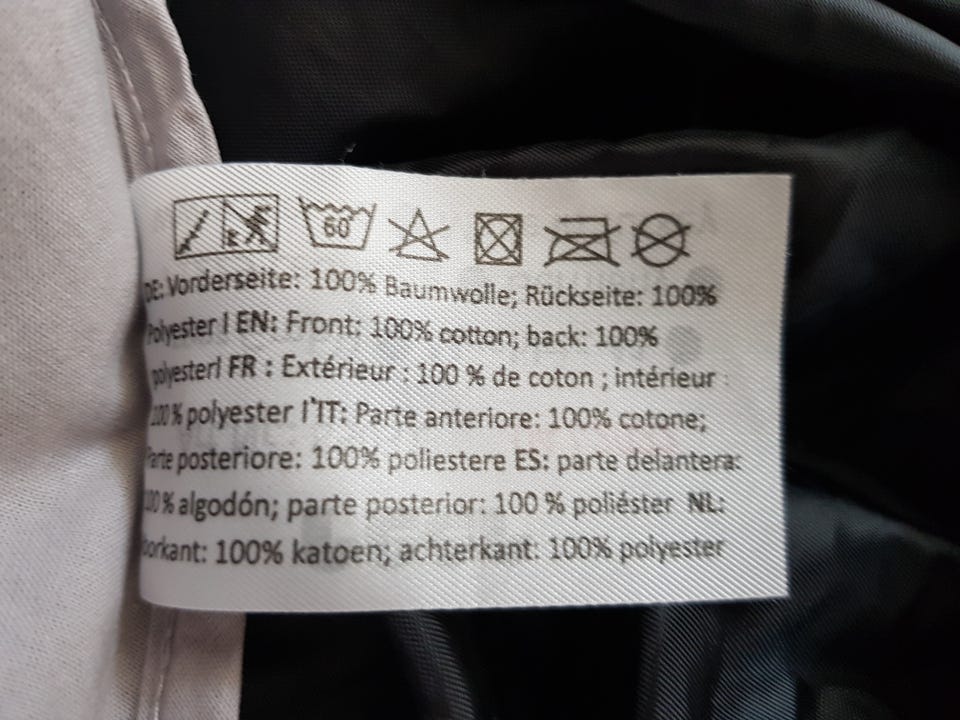 60
DE: Vorderseite: 100% Baumwolle; Rückseite: 100%
Polyester I EN: Front: 100% cotton; back: 100%
polyesterI FR : Extérieur : 100 % de coton ; intérieur :
100 % polyester I IT: Parte anteriore: 100% cotone;
Parte posteriore: 100% poliestere ES: parte delantera:
100 % algodón; parte posterior: 100 % poliéster NL:
oorkant: 100% katoen; achterkant: 100% polyester